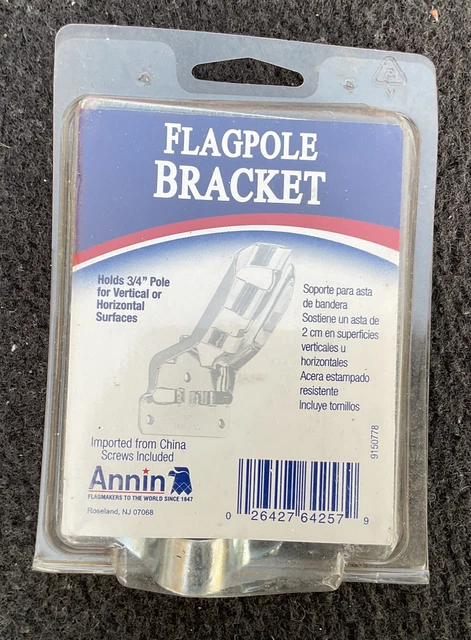 FLAGPOLE
BRACKET
Holds 3/4" Pole
for Vertical or
Horizontal
Surfaces
Soporte para asta
de bandera
Sostiene un asta de
2 cm en superficies
verticales u
horizontales
Acera estampado
resistente
Incluye tornillos
9150778
Imported from China
Screws Included
Annin
FLAGMAKERS TO THE WORLD SINCE 1847
Roseland, NJ 07068
0 26427 64257 9